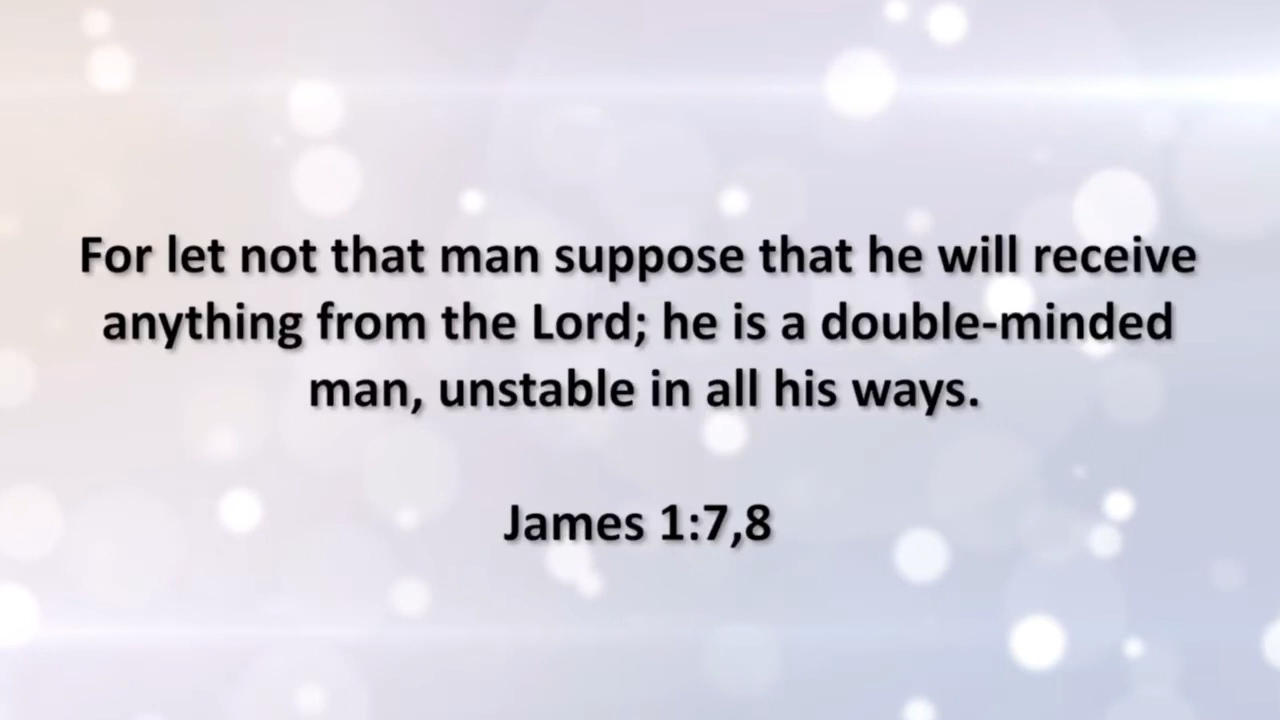 For let not that man suppose that he will receive
anything from the Lord; he is a double-minded
man, unstable in all his ways.
James 1:7,8